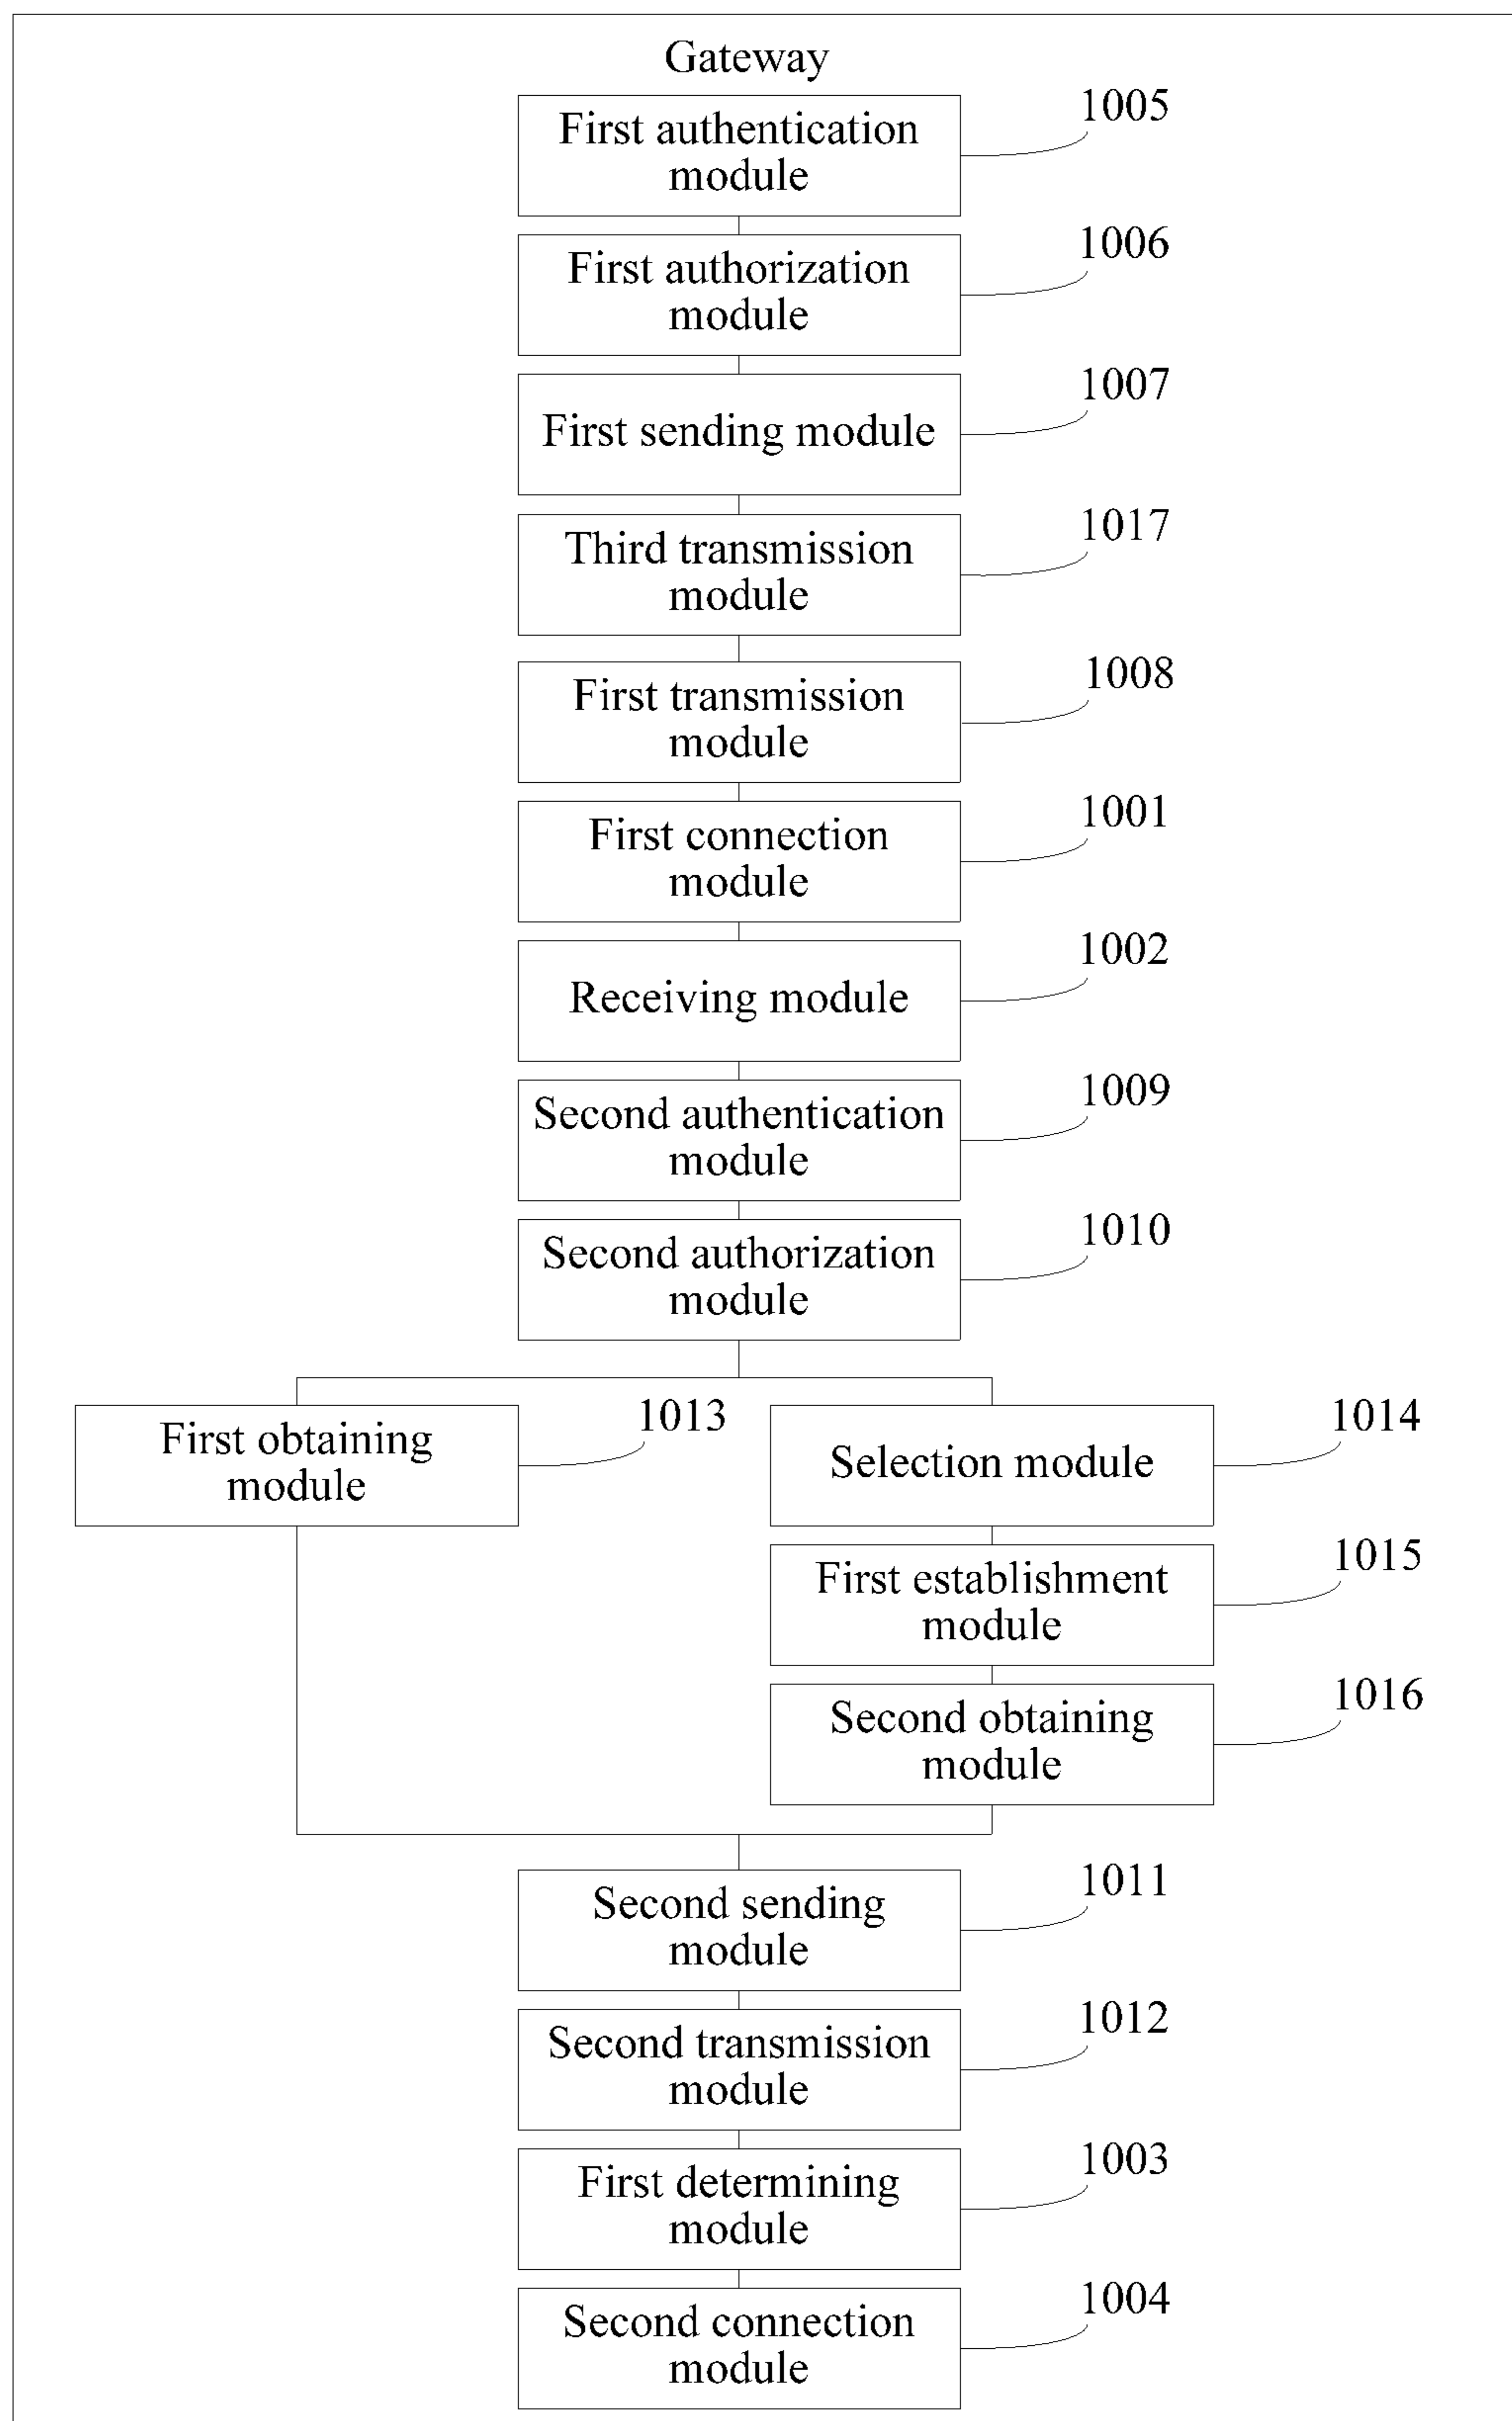 Gateway
First authentication
module
1005
First authorization
module
1006
First sending module
1007
Third transmission
module
1017
First transmission
module
1008
First connection
module
1001
Receiving module
1002
Second authentication
module
1009
Second authorization
module
1010
First obtaining
module
1013
Selection module
1014
First establishment
module
1015
Second obtaining
module
1016
Second sending
module
1011
Second transmission
module
1012
First determining
module
1003
Second connection
module
1004